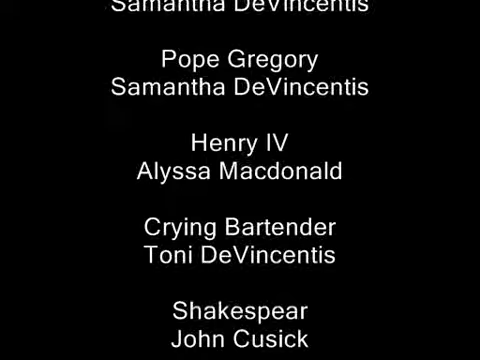 Samantha DeVincentis
Pope Gregory
Samantha DeVincentis
Henry IV
Alyssa Macdonald
Crying Bartender
Toni DeVincentis
Shakespear
John Cusick